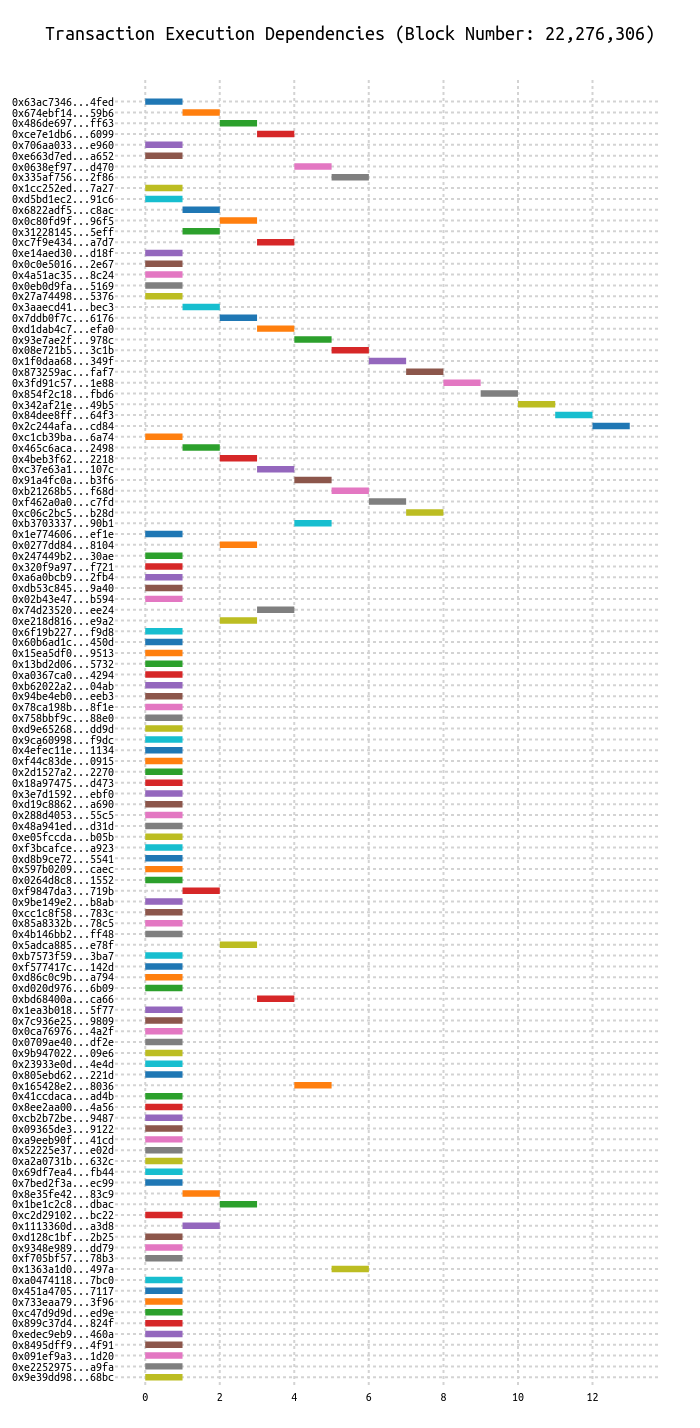 Transaction Execution Dependencies (Block Number: 22,276,306)
0x63ac7346...4fed
0x674ebf14...59b6
0x486de697...ff63
0xce7e1db6...6099
0x706aa033...e960
0xe663d7ed...a652
0x0638ef97...d470
0x335af756...2f86
0x1cc252ed...7a27
0xd5bd1ec2...91c6
0x6822adf5...c8ac
0x0c80fd9f...96f5
0x31228145...5eff
0xc7f9e434...a7d7
0xe14aed30...d18f
0x0c0e5016...2e67
0x4a51ac35...8c24
0x0eb0d9fa...5169
0x27a74498...5376
0x3aaecd41...bec3
0x7ddb0f7c...6176
0xd1dab4c7...efa0
0x93e7ae2f...978c
0x08e721b5...3c1b
0x1f0daa68...349f
0x873259ac...faf7
0x3fd91c57...1e88
0x854f2c18...fbd6
0x342af21e...49b5
0x84dee8ff...64f3
0x2c244afa...cd84
0xc1cb39ba...6a74
0x465c6aca...2498
0x4beb3f62...2218
0xc37e63a1...107c
0x91a4fc0a...b3f6
0xb21268b5...f68d
0xf462a0a0...c7fd
0xc06c2bc5...b28d
0xb3703337...90b1
0x1e774606...ef1e
0x0277dd84...8104
0x247449b2...30ae
0x320f9a97...f721
0xa6a0bcb9...2fb4
0xdb53c845...9a40
0x02b43e47...b594
0x74d23520...ee24
0xe218d816...e9a2
0x6f19b227...f9d8
0x60b6ad1c...450d
0x15ea5df0...9513
0x13bd2d06...5732
0xa0367ca0...4294
0xb62022a2...04ab
0x94be4eb0...eeb3
0x78ca198b...8f1e
0x758bbf9c...88e0
0xd9e65268...dd9d
0x9ca60998...f9dc
0x4efec11e...1134
0xf44c83de...0915
0x2d1527a2...2270
0x18a97475...d473
0x3e7d1592...ebf0
0xd19c8862...a690
0x288d4053...55c5
0x48a941ed...d31d
0xe05fccda...b05b
0xf3bcafce...a923
0xd8b9ce72...5541
0x597b0209...caec
0x0264d8c8...1552
0xf9847da3...719b
0x9be149e2...b8ab
0xcc1c8f58...783c
0x85a8332b...78c5
0x4b146bb2...ff48
0x5adca885...e78f
0xb7573f59...3ba7
0xf577417c...142d
0xd86c0c9b...a794
0xd020d976...6b09
0xbd68400a...ca66
0x1ea3b018...5f77
0x7c936e25...9809
0x0ca76976...4a2f
0x0709ae40...df2e
0x9b947022...09e6
0x23933e0d...4e4d
0x805ebd62...221d
0x165428e2...8036
0x41ccdaca...ad4b
0x8ee2aa00...4a56
0xcb2b72be...9487
0x09365de3...9122
0xa9eeb90f...41cd
0x52225e37...e02d
0xa2a0731b...632c
0x69df7ea4...fb44
0x7bed2f3a...ec99
0x8e35fe42...83c9
0x1be1c2c8...dbac
0xc2d29102...bc22
0x1113360d...a3d8
0xd128c1bf...2b25
0x9348e989...dd79
0xf705bf57...78b3
0x1363a1d0...497a
0xa0474118...7bc0
0x451a4705...7117
0x733eaa79...3f96
0xc47d9d9d...ed9e
0x899c37d4...824f
0xedec9eb9...460a
0x8495dff9...4f91
0x091ef9a3...1d20
0xe2252975...a9fa
0x9e39dd98...68bc
0 2 4 6 8 10 12